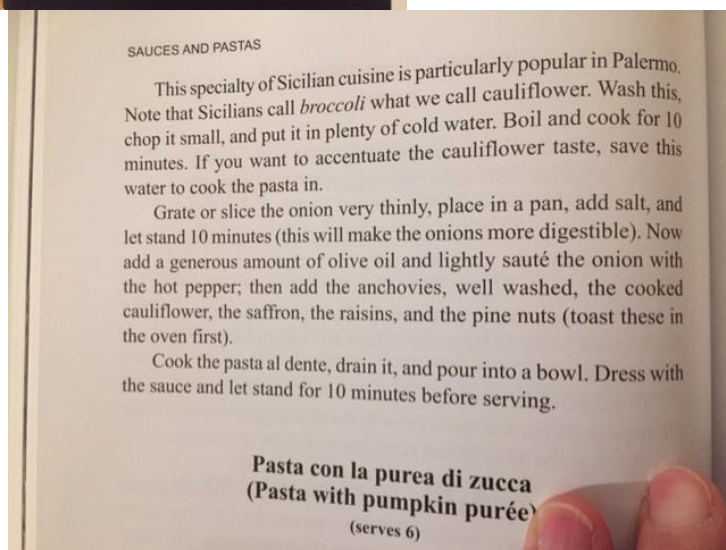 SAUCES AND PASTAS
This specialty of Sicilian cuisine is particularly popular in Palermo.
Note that Sicilians call broccoli what we call cauliflower. Wash this,
chop it small, and put it in plenty of cold water. Boil and cook for 10
minutes. If you want to accentuate the cauliflower taste, save this
water to cook the pasta in.
Grate or slice the onion very thinly, place in a pan, add salt, and
let stand 10 minutes (this will make the onions more digestible). Now
add a generous amount of olive oil and lightly sauté the onion with
the hot pepper; then add the anchovies, well washed, the cooked
cauliflower, the saffron, the raisins, and the pine nuts (toast these in
the oven first).
Cook the pasta al dente, drain it, and pour into a bowl. Dress with
the sauce and let stand for 10 minutes before serving.
Pasta con la purea di zucca
(Pasta with pumpkin purée)
(serves 6)